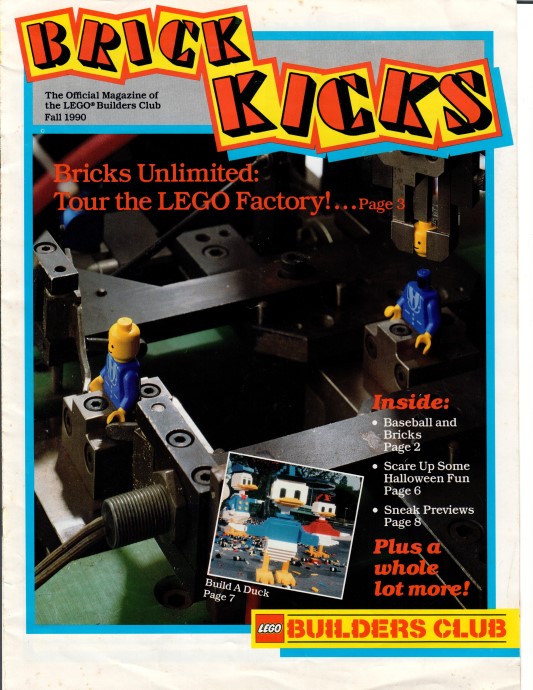 BRICK
KICKS
The Official Magazine of
the LEGO® Builders Club
Fall 1990
Bricks Unlimited:
Tour the LEGO Factory!...Page 3
Inside:
• Baseball and
Bricks
Page 2
• Scare Up Some
Halloween Fun
Page 6
• Sneak Previews
Page 8
Plus a
whole
lot more!
Build A Duck
Page 7
LEGO BUILDERS CLUB